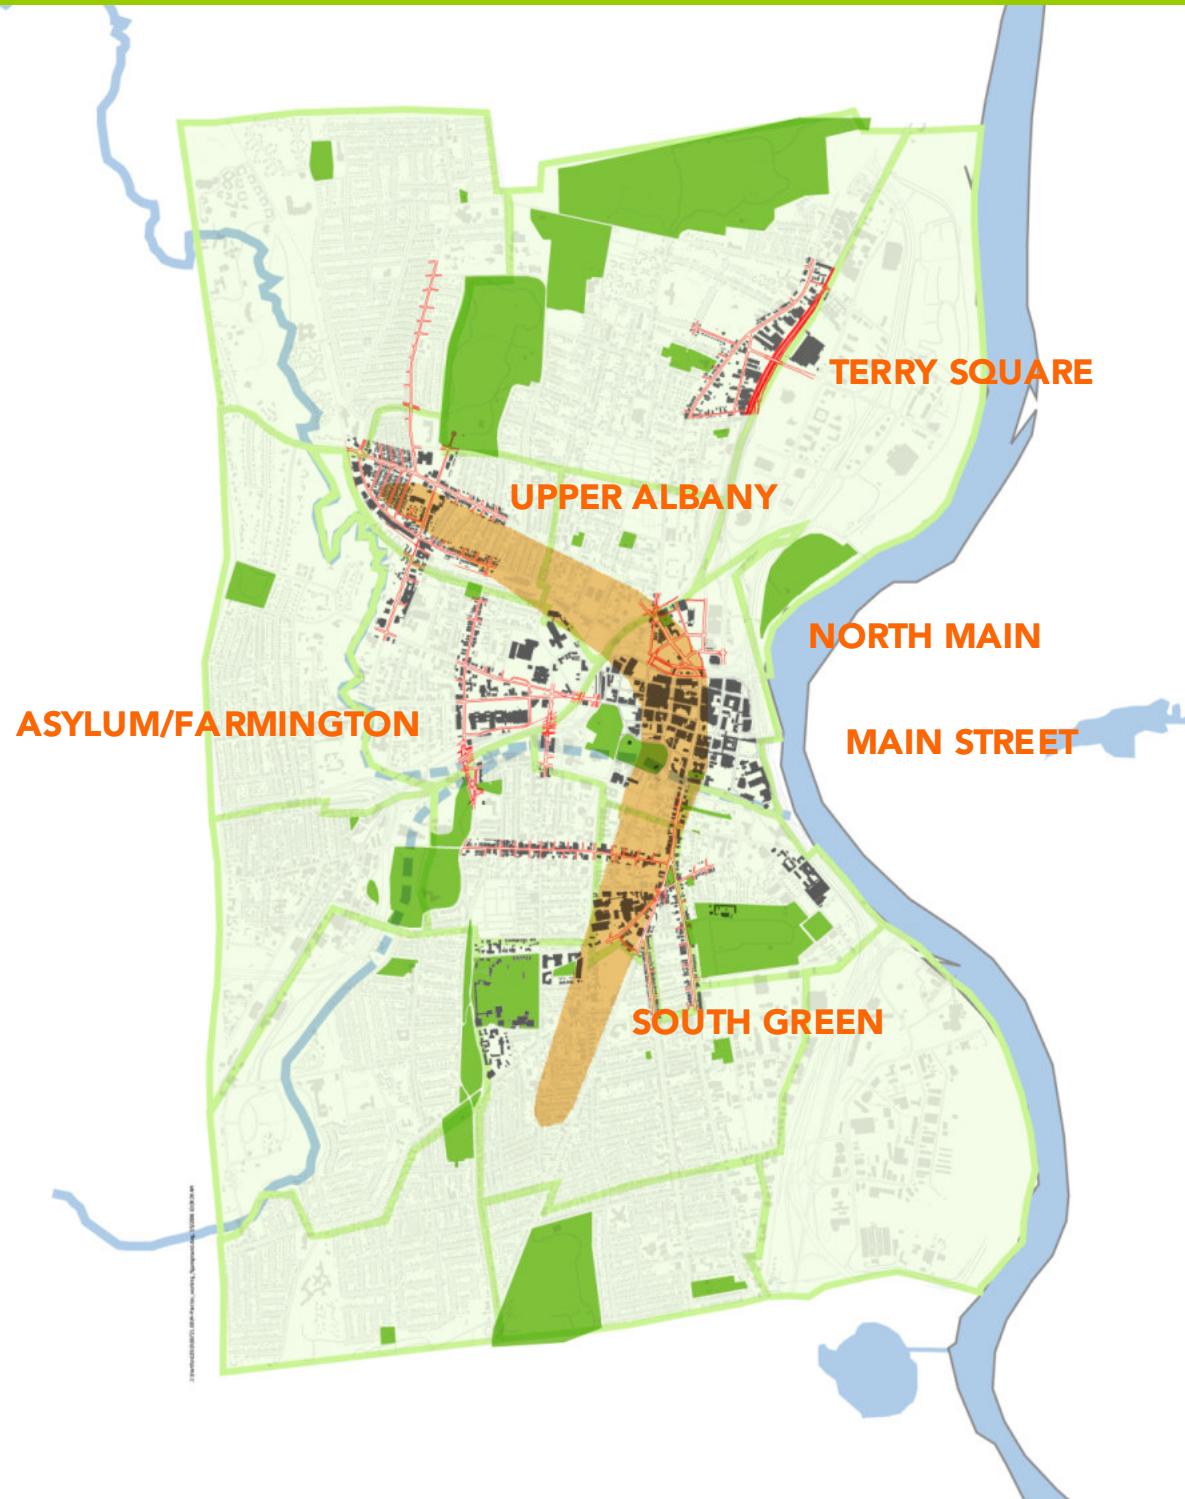 TERRY SQUARE
UPPER ALBANY
NORTH MAIN
ASYLUM/FARMINGTON
MAIN STREET
SOUTH GREEN